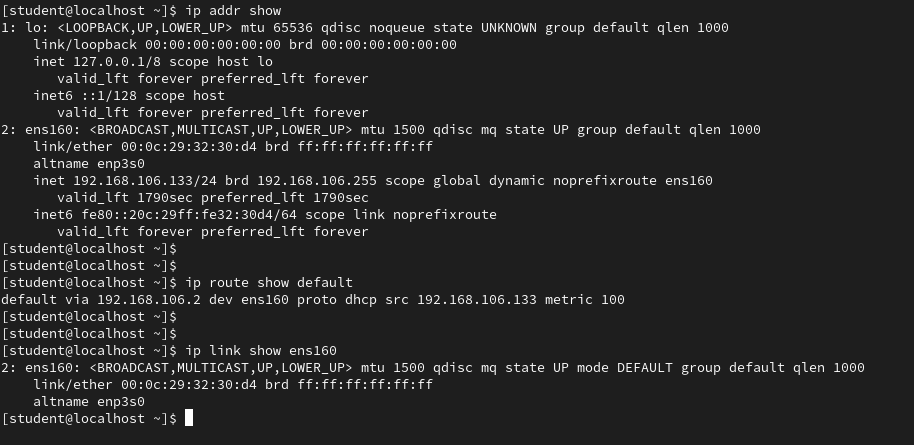 [student@localhost ~]$ ip addr show
1: lo: <LOOPBACK,UP,LOWER_UP> mtu 65536 qdisc noqueue state UNKNOWN group default qlen 1000
    link/loopback 00:00:00:00:00:00 brd 00:00:00:00:00:00
    inet 127.0.0.1/8 scope host lo
       valid_lft forever preferred_lft forever
    inet6 ::1/128 scope host
       valid_lft forever preferred_lft forever
2: ens160: <BROADCAST,MULTICAST,UP,LOWER_UP> mtu 1500 qdisc mq state UP group default qlen 1000
    link/ether 00:0c:29:32:30:d4 brd ff:ff:ff:ff:ff:ff
    altname enp3s0
    inet 192.168.106.133/24 brd 192.168.106.255 scope global dynamic noprefixroute ens160
       valid_lft 1790sec preferred_lft 1790sec
    inet6 fe80::20c:29ff:fe32:30d4/64 scope link noprefixroute
       valid_lft forever preferred_lft forever
[student@localhost ~]$
[student@localhost ~]$
[student@localhost ~]$ ip route show default
default via 192.168.106.2 dev ens160 proto dhcp src 192.168.106.133 metric 100
[student@localhost ~]$
[student@localhost ~]$
[student@localhost ~]$ ip link show ens160
2: ens160: <BROADCAST,MULTICAST,UP,LOWER_UP> mtu 1500 qdisc mq state UP mode DEFAULT group default qlen 1000
    link/ether 00:0c:29:32:30:d4 brd ff:ff:ff:ff:ff:ff
    altname enp3s0
[student@localhost ~]$